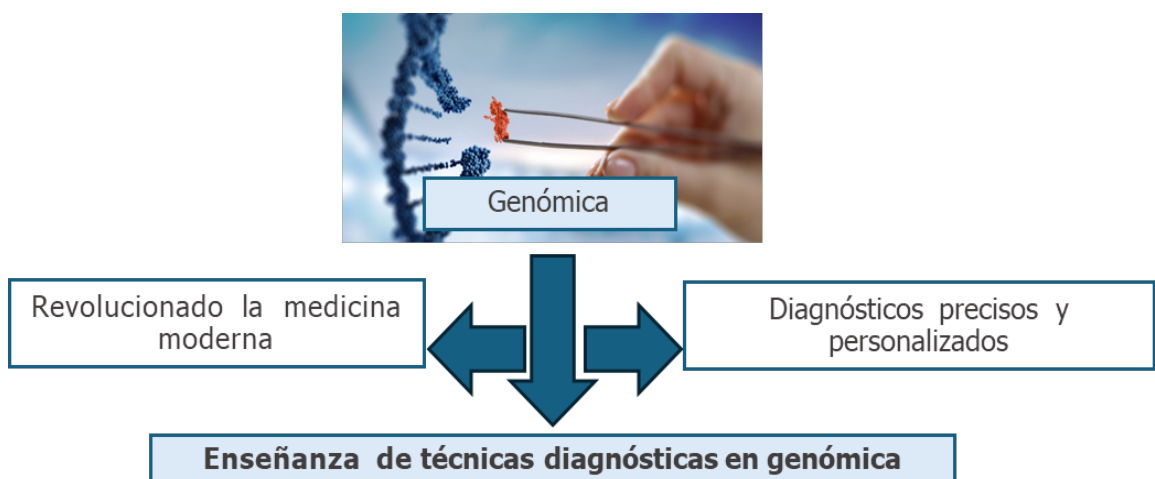 Genómica
Revolucionado la medicina
moderna
Diagnósticos precisos y
personalizados
Enseñanza de técnicas diagnósticas en genómica